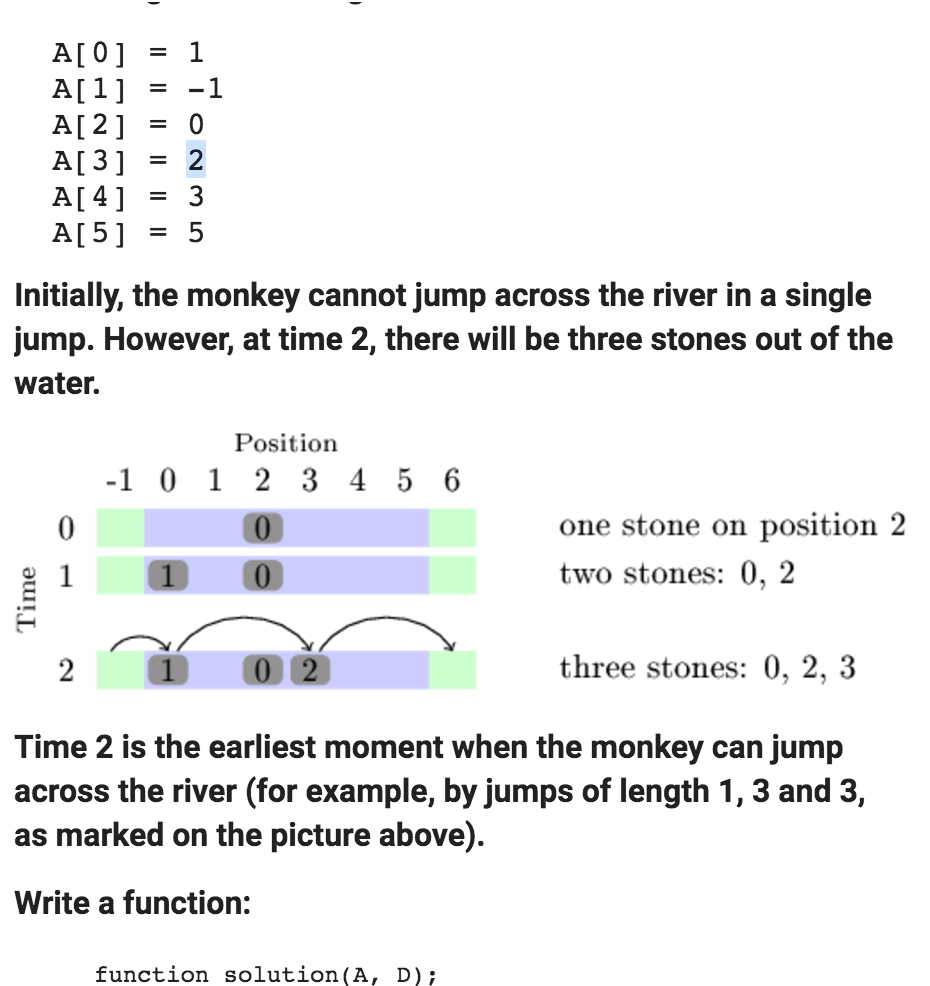 A[0] = 1
A[1] = -1
A[2] = 0
A[3] = 2
A[4] = 3
A[5] = 5
Initially, the monkey cannot jump across the river in a single
jump. However, at time 2, there will be three stones out of the
water.
Position
-1 0 1 2 3 4 5 6
Time
0 0 one stone on position 2
1 1 0 two stones: 0, 2
2 1 0 2 three stones: 0, 2, 3
Time 2 is the earliest moment when the monkey can jump
across the river (for example, by jumps of length 1, 3 and 3,
as marked on the picture above).
Write a function:
function solution(A, D);